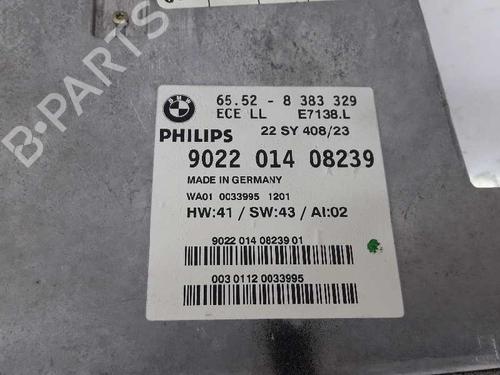 B-PARTS
BMW
65.52 - 8 383 329
ECE LL E7138.L
PHILIPS 22 SY 408/23
9022 014 08239
MADE IN GERMANY
WA01 0033995 1201
HW:41 / SW:43 / AI:02
9022 014 08239 01
003 0112 0033995